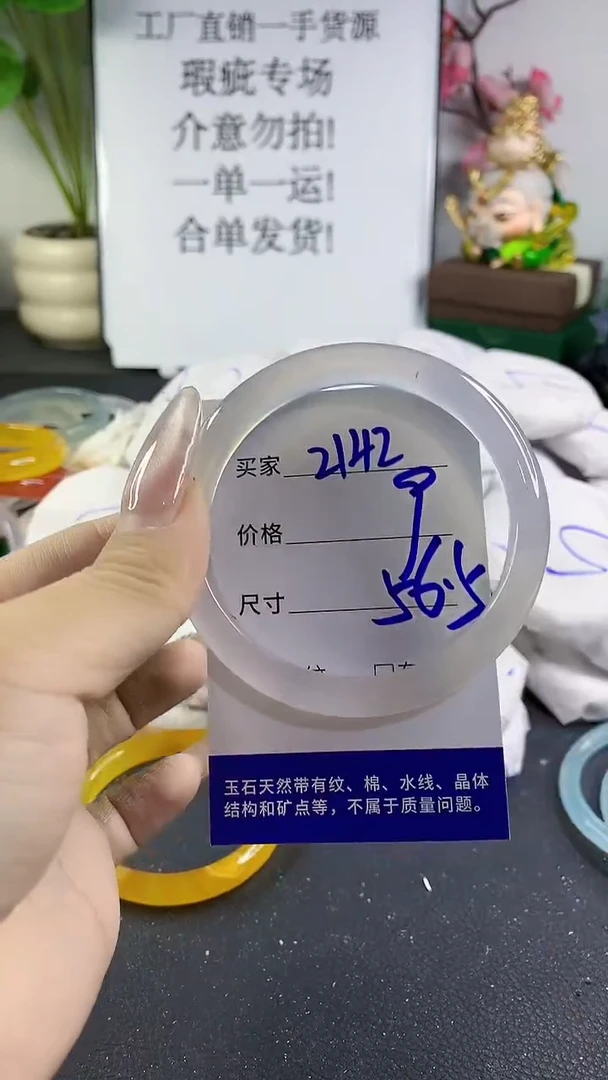 工厂直销一手货源
瑕疵专场
介意勿拍!
一单一运!
合单发货!
买家 2142
价格
尺寸 56.5
玉石天然带有纹、棉、水线、晶体
结构和矿点等，不属于质量问题。